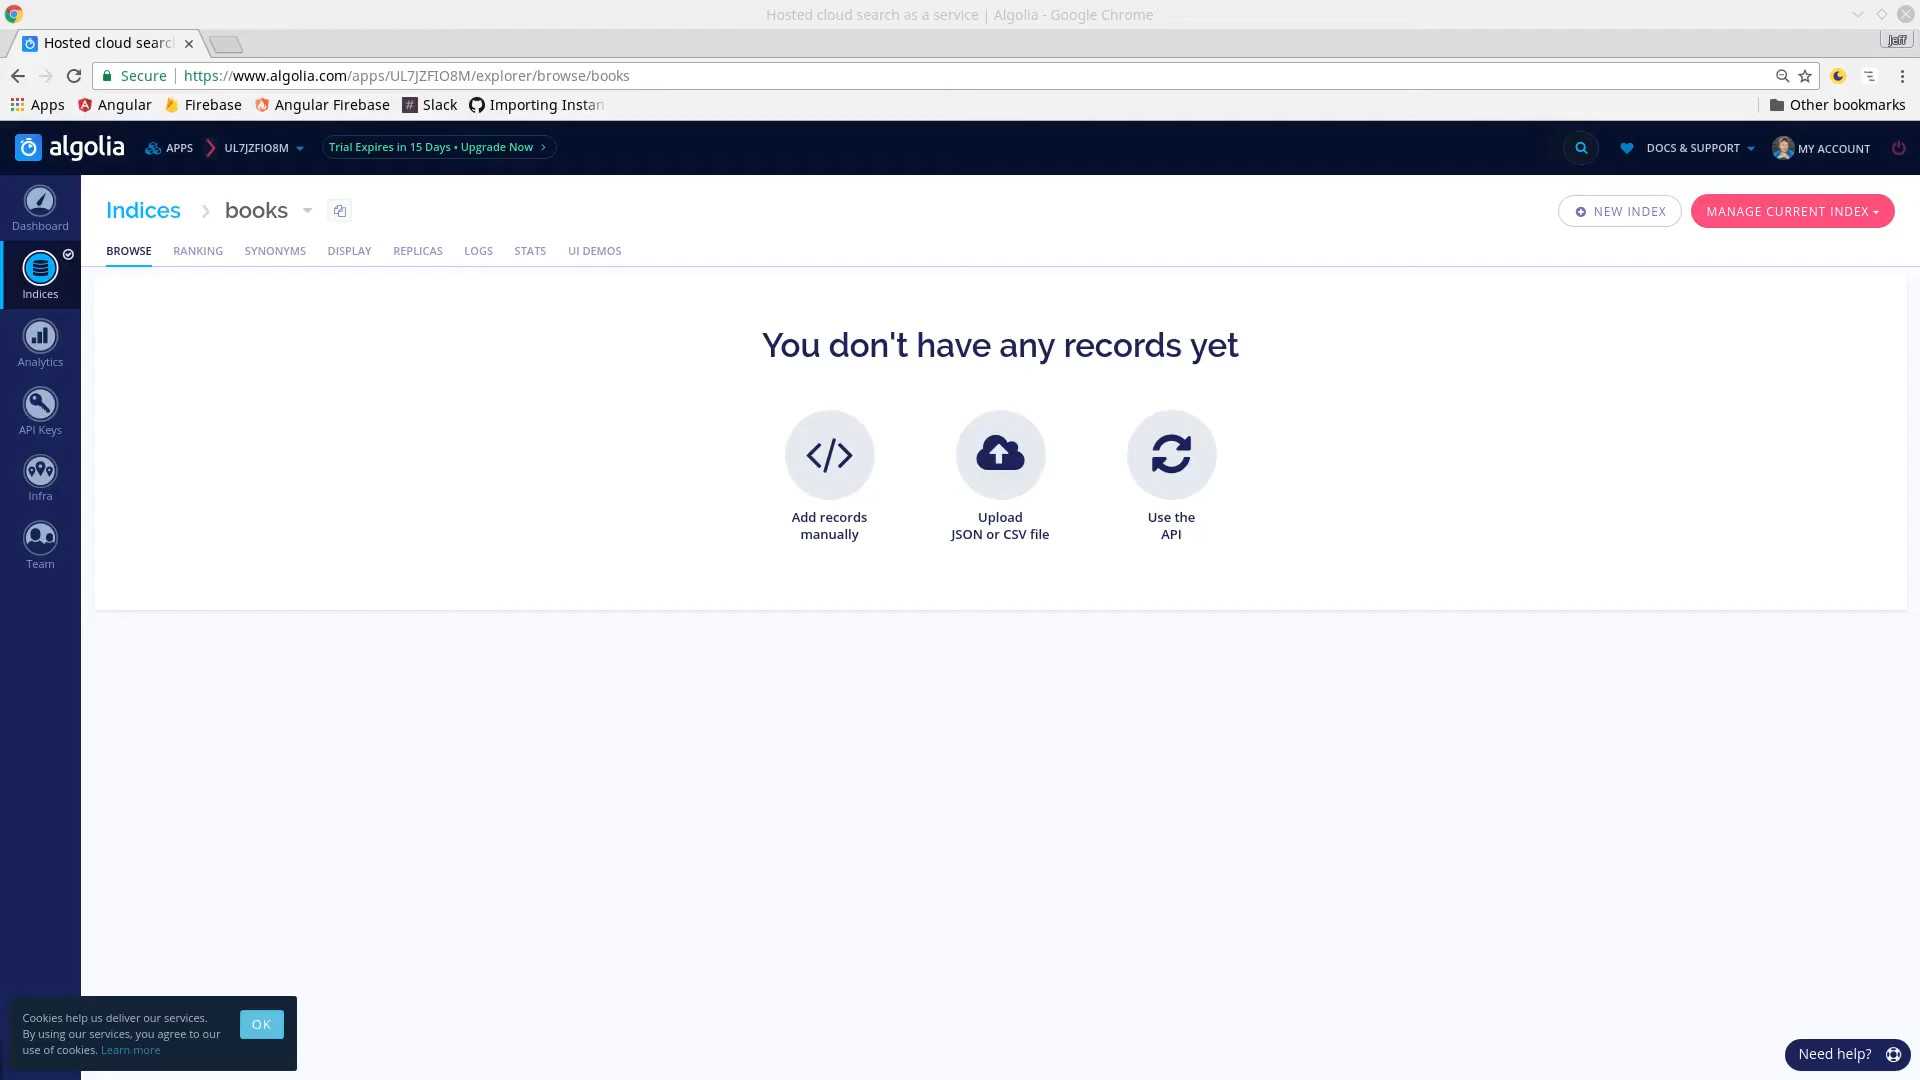 Hosted cloud search as a service | Algolia - Google Chrome
Hosted cloud searc
Jeff
Secure
https://www.algolia.com/apps/UL7JZFIO8M/explorer/browse/books
Apps
Angular
Firebase
Angular Firebase
Slack
Importing Instan
Other bookmarks
algolia
APPS
UL7JZFIO8M
Trial Expires in 15 Days • Upgrade Now
DOCS & SUPPORT
MY ACCOUNT
Dashboard
Indices
Analytics
API Keys
Infra
Team
Indices
books
NEW INDEX
MANAGE CURRENT INDEX
BROWSE
RANKING
SYNONYMS
DISPLAY
REPLICAS
LOGS
STATS
UI DEMOS
You don't have any records yet
Add records
manually
Upload
JSON or CSV file
Use the
API
Cookies help us deliver our services.
By using our services, you agree to our
use of cookies. Learn more
OK
Need help?